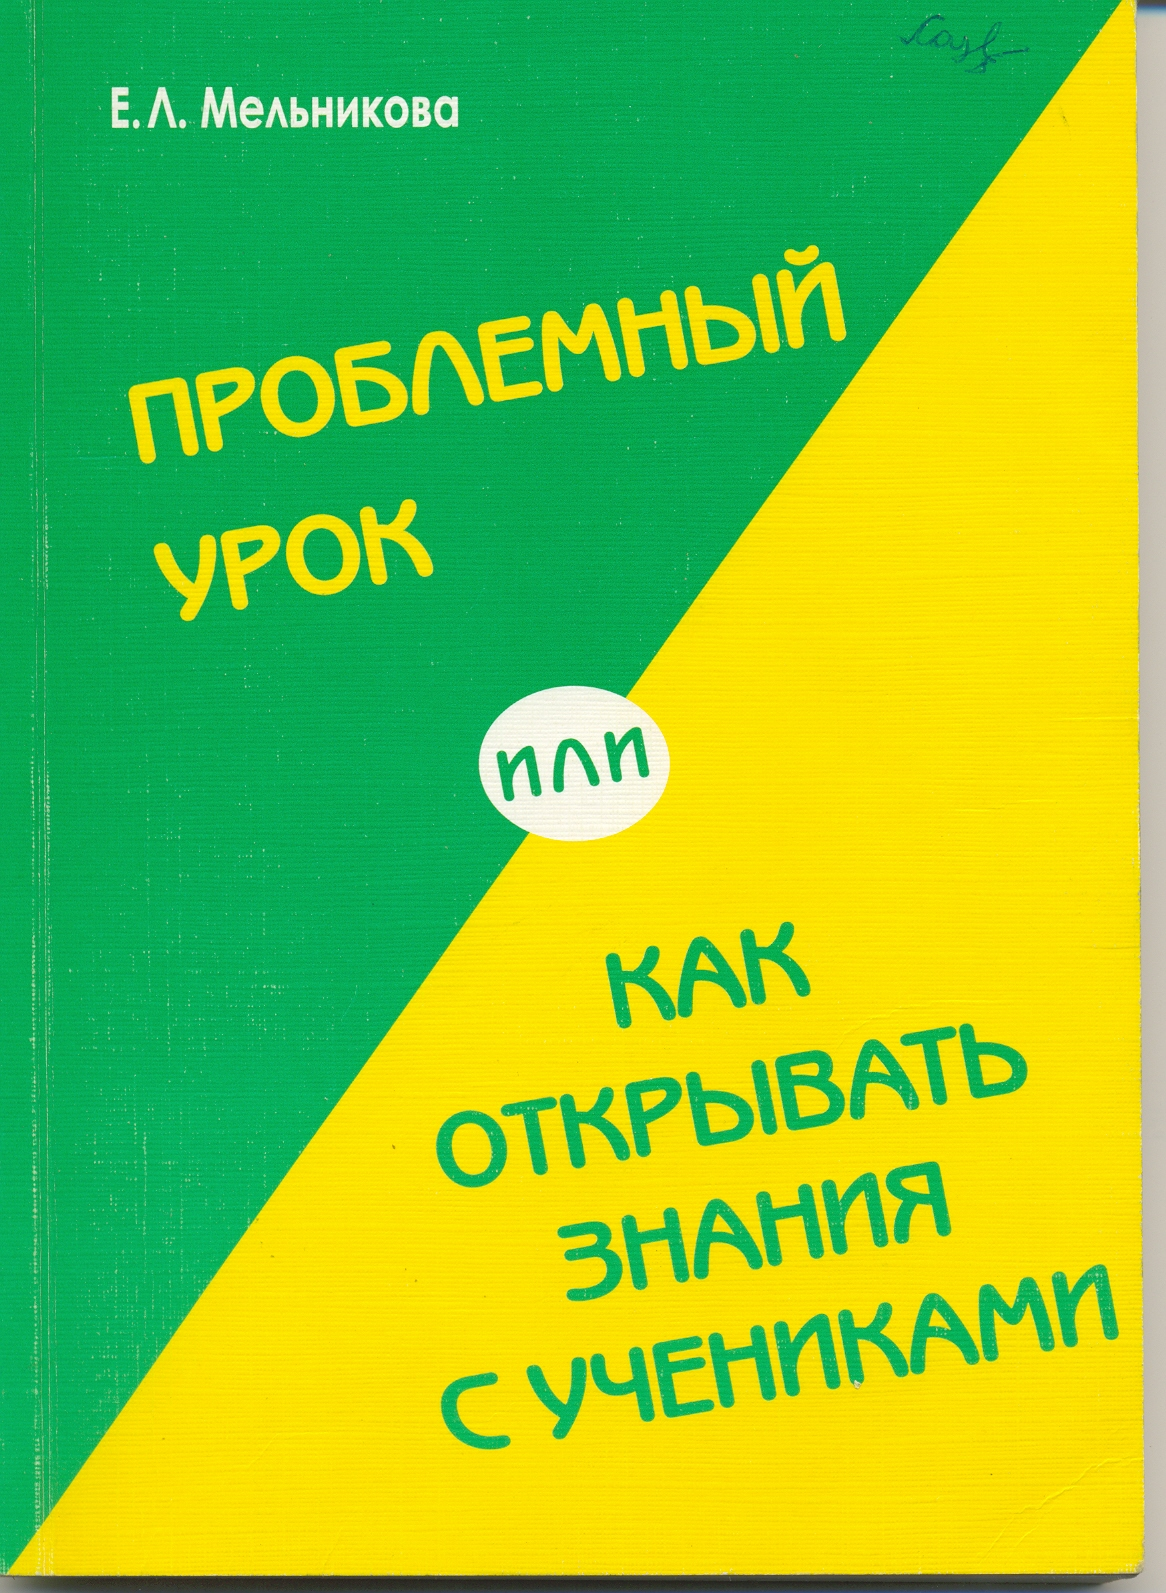 Е. Л. Мельникова
ПРОБЛЕМНЫЙ
УРОК
ИЛИ
КАК
ОТКРЫВАТЬ
ЗНАНИЯ
С УЧЕНИКАМИ